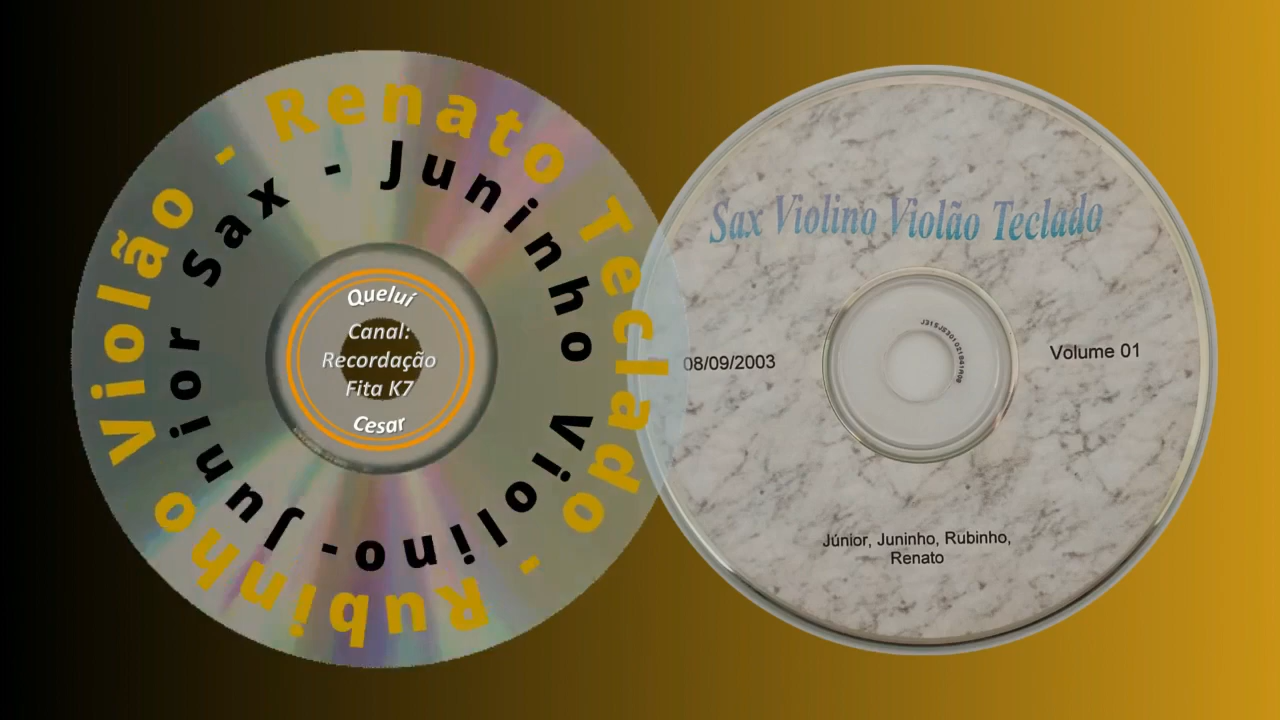 Renato Teclado - Rubinho Violão -
Juninho Violino- Junior Sax -
Queluí
Canal:
Recordação
Fita K7
Cesar
Sax Violino Violão Teclado
08/09/2003
Volume 01
Júnior, Juninho, Rubinho,
Renato